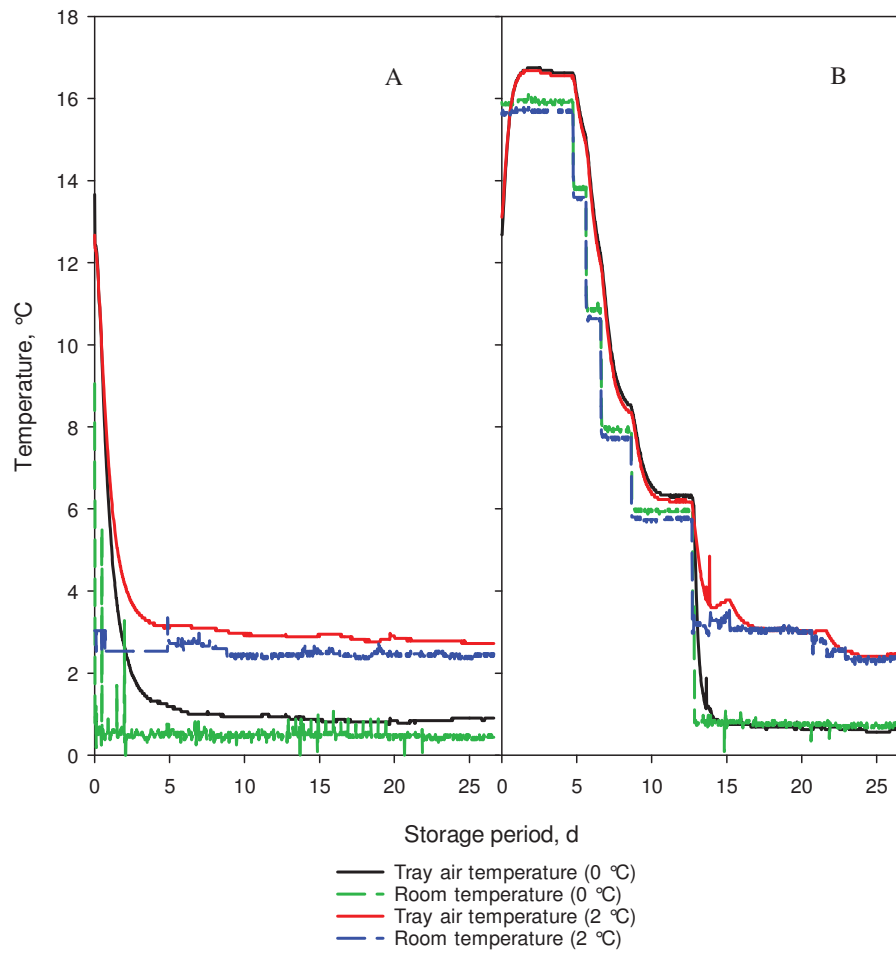 18
16
14
12
10
8
6
4
2
0
Temperature, °C
A
B
0 5 10 15 20 25 0 5 10 15 20 25
Storage period, d
Tray air temperature (0 °C)
Room temperature (0 °C)
Tray air temperature (2 °C)
Room temperature (2 °C)